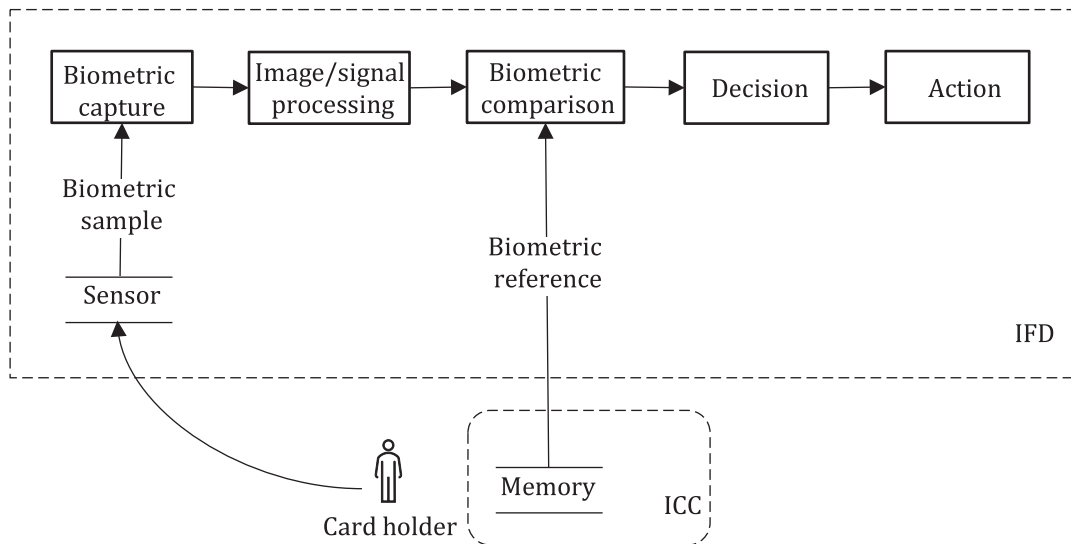 Biometric
capture
Image/signal
processing
Biometric
comparison
Decision
Action
Biometric
sample
Biometric
reference
Sensor
IFD
Memory
ICC
Card holder